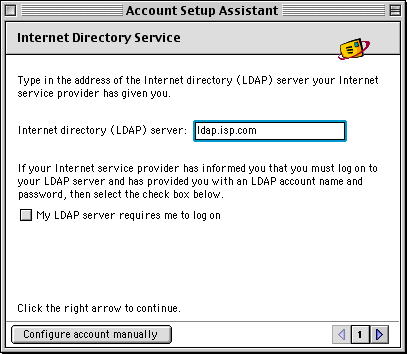 Account Setup Assistant
Internet Directory Service
Type in the address of the Internet directory (LDAP) server your Internet
service provider has given you.
Internet directory (LDAP) server: ldap.isp.com
If your Internet service provider has informed you that you must log on to
your LDAP server and has provided you with an LDAP account name and
password, then select the check box below.
My LDAP server requires me to log on
Click the right arrow to continue.
Configure account manually 1